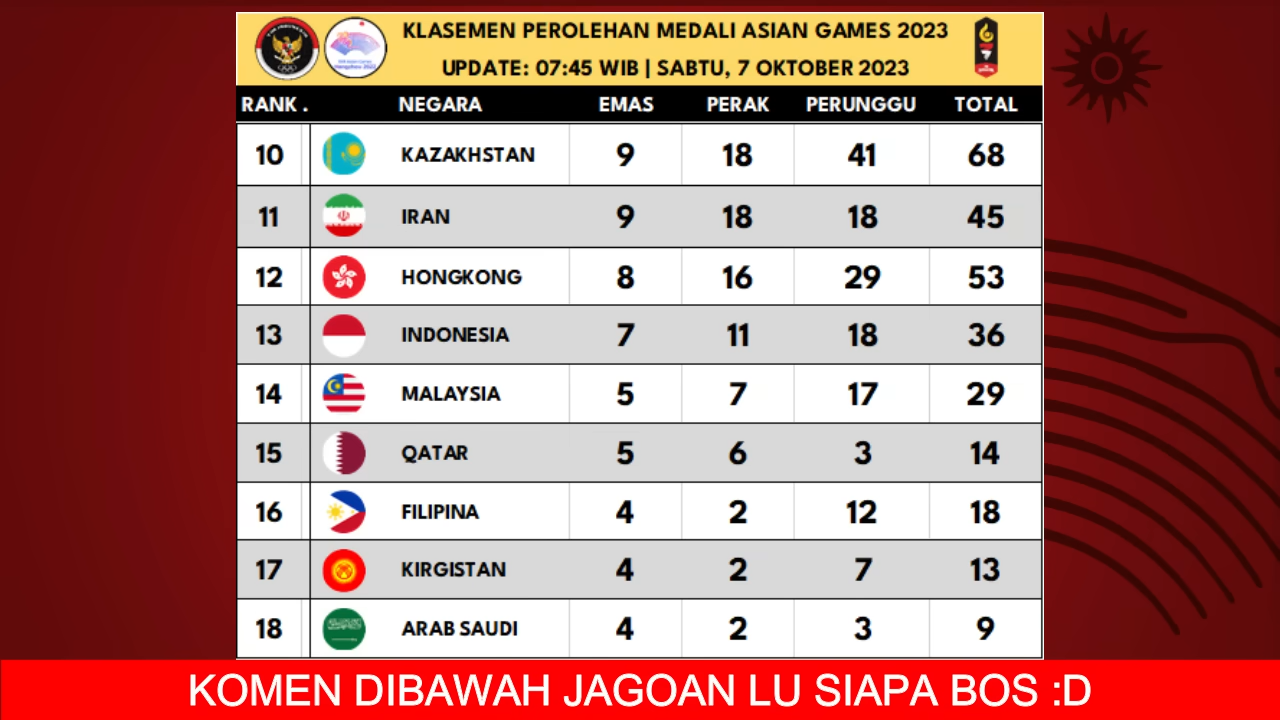 KLASEMEN PEROLEHAN MEDALI ASIAN GAMES 2023
UPDATE: 07:45 WIB | SABTU, 7 OKTOBER 2023
RANK . NEGARA EMAS PERAK PERUNGGU TOTAL
10 KAZAKHSTAN 9 18 41 68
11 IRAN 9 18 18 45
12 HONGKONG 8 16 29 53
13 INDONESIA 7 11 18 36
14 MALAYSIA 5 7 17 29
15 QATAR 5 6 3 14
16 FILIPINA 4 2 12 18
17 KIRGISTAN 4 2 7 13
18 ARAB SAUDI 4 2 3 9
KOMEN DIBAWAH JAGOAN LU SIAPA BOS :D